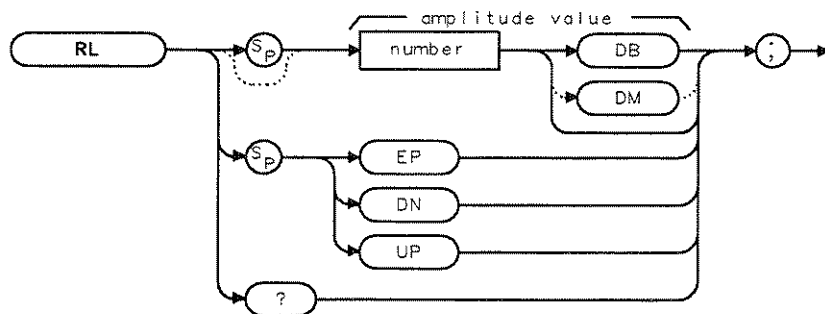 amplitude value
RL
SP
number
DB
;
DM
SP
EP
DN
UP
?